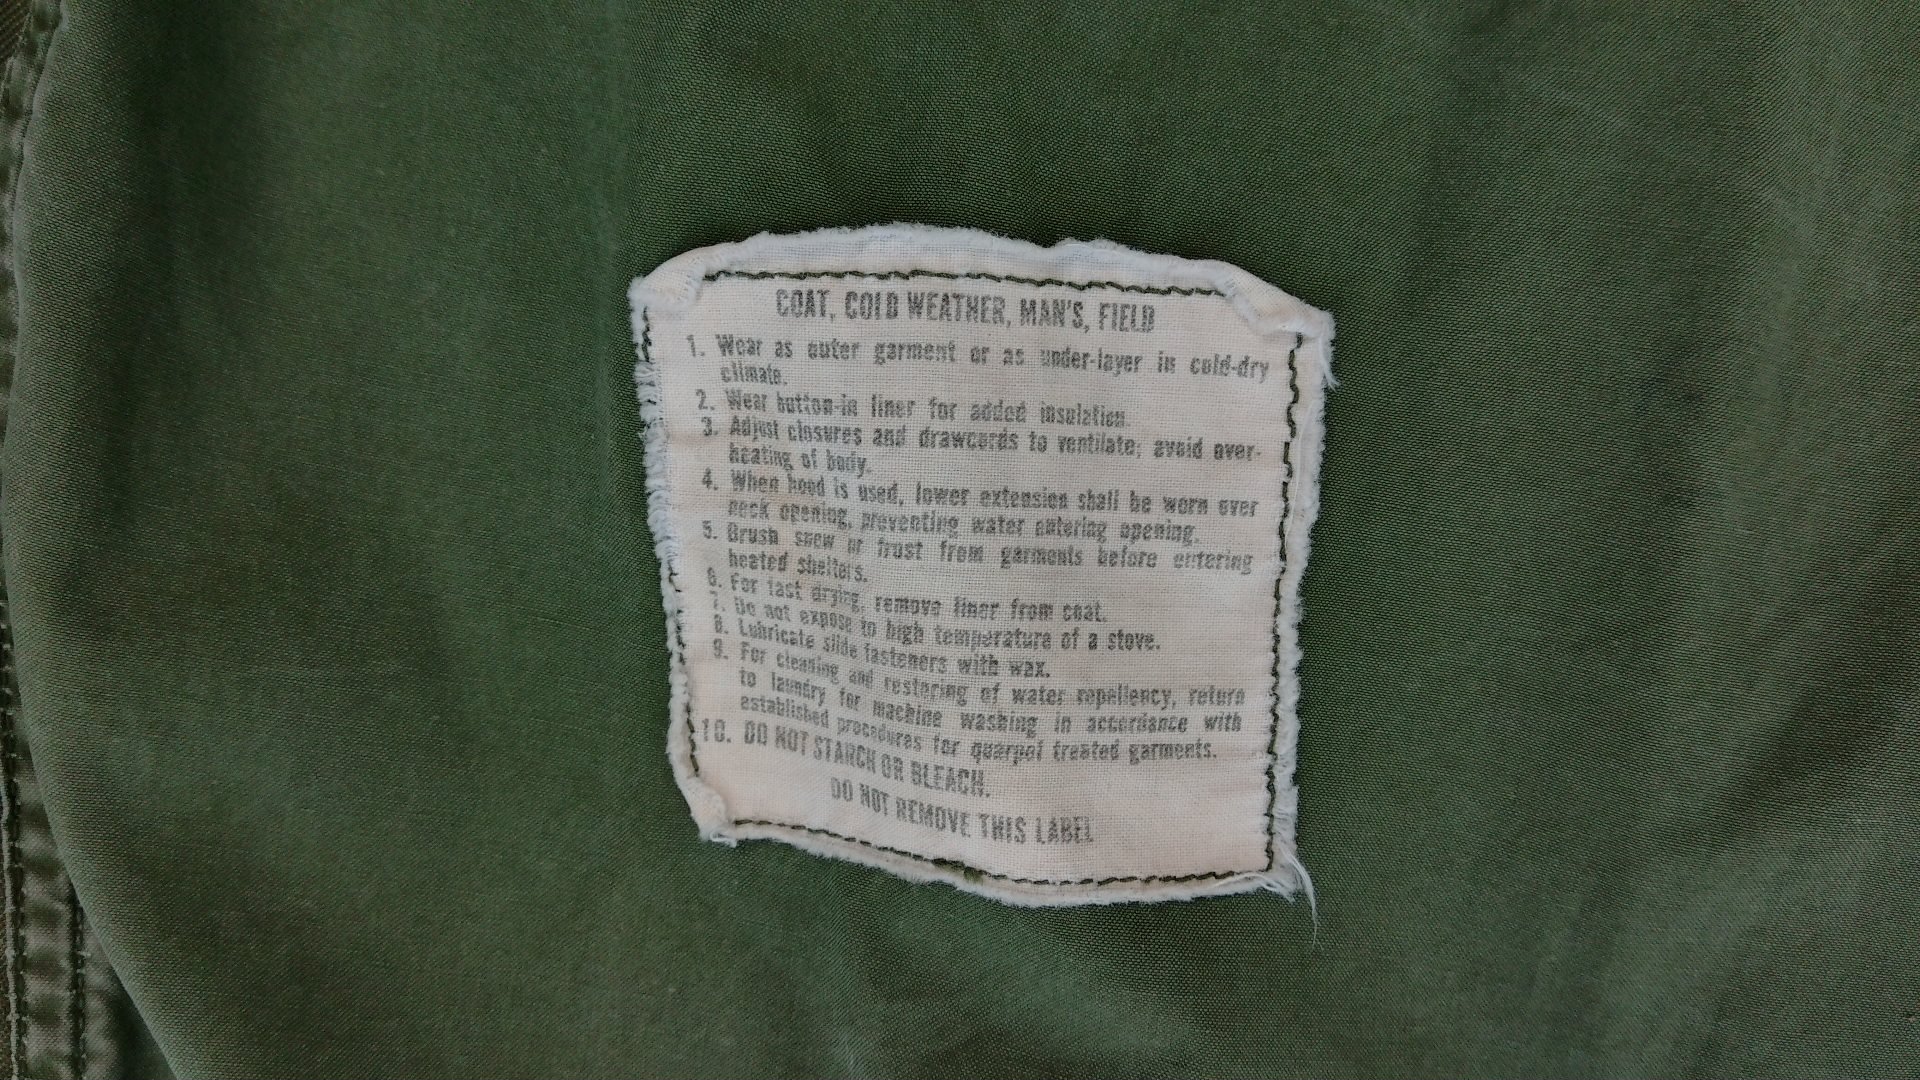 COAT, COLD WEATHER, MAN'S, FIELD
1. Wear as outer garment or as under-layer in cold-dry
climate.
2. Wear button-in liner for added insulation.
3. Adjust closures and drawcords to ventilate; avoid over-
heating of body.
4. When hood is used, lower extension shall be worn over
neck opening, preventing water entering opening.
5. Brush snow or frost from garments before entering
heated shelters.
6. For fast drying, remove liner from coat.
7. Do not expose to high temperature of a stove.
8. Lubricate slide fasteners with wax.
9. For cleaning and restoring of water repellency, return
to laundry for machine washing in accordance with
established procedures for quarpel treated garments.
10. DO NOT STARCH OR BLEACH.
DO NOT REMOVE THIS LABEL